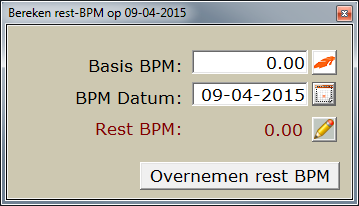 Bereken rest-BPM op 09-04-2015
Basis BPM: 0.00
BPM Datum: 09-04-2015
Rest BPM: 0.00
Overnemen rest BPM